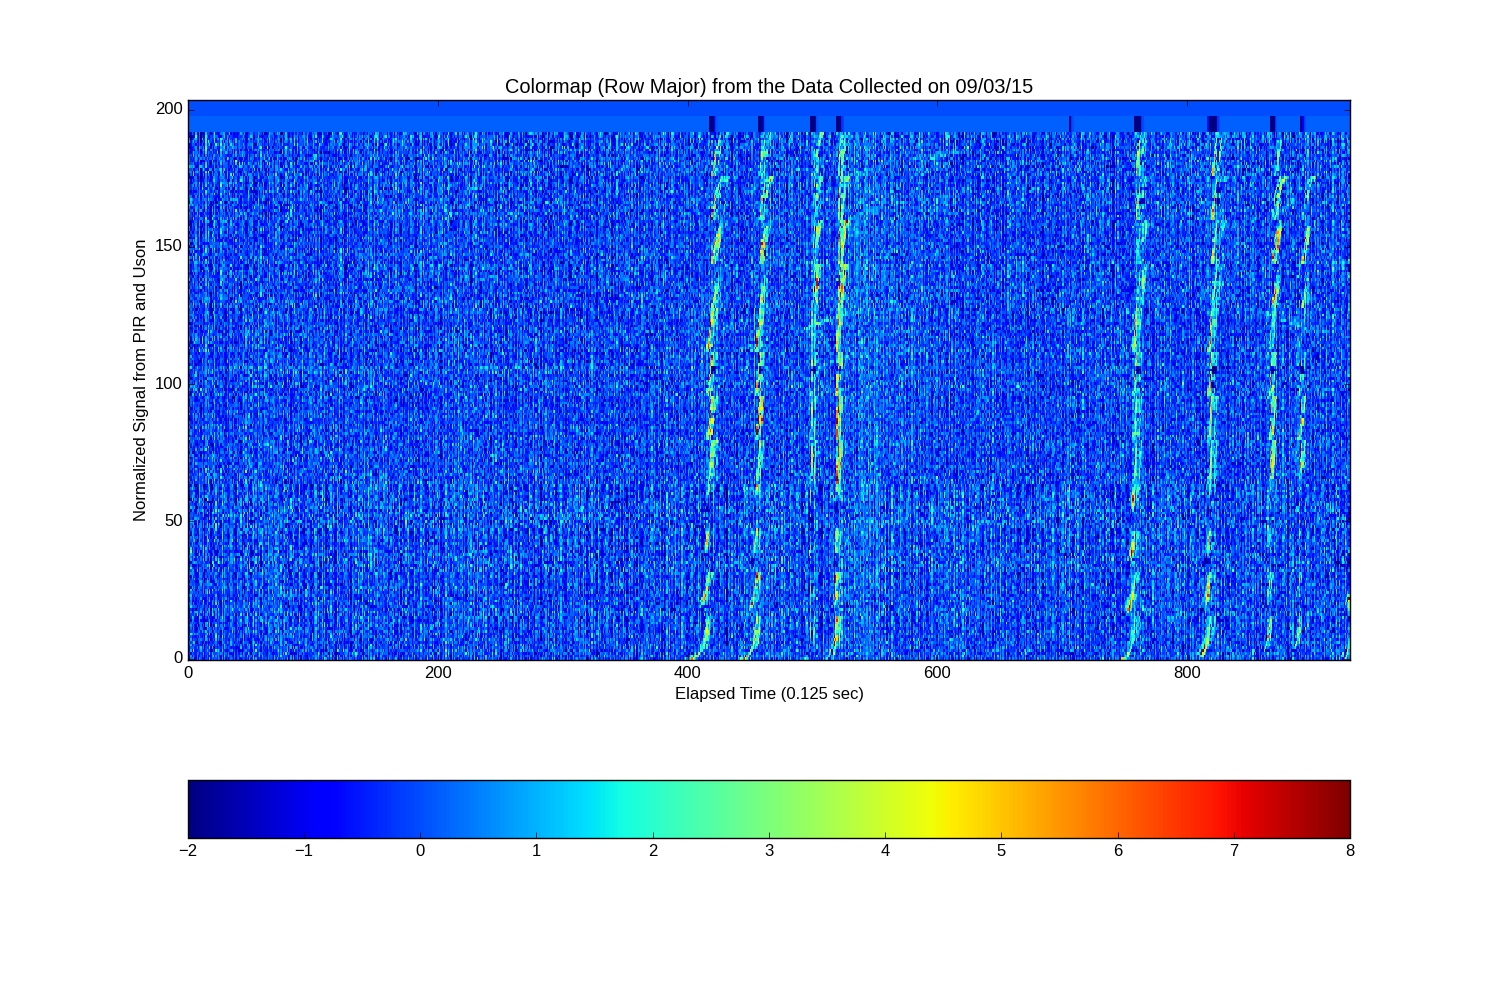 Colormap (Row Major) from the Data Collected on 09/03/15
200
150
100
50
0
Normalized Signal from PIR and Uson
0 200 400 600 800
Elapsed Time (0.125 sec)
−2 −1 0 1 2 3 4 5 6 7 8